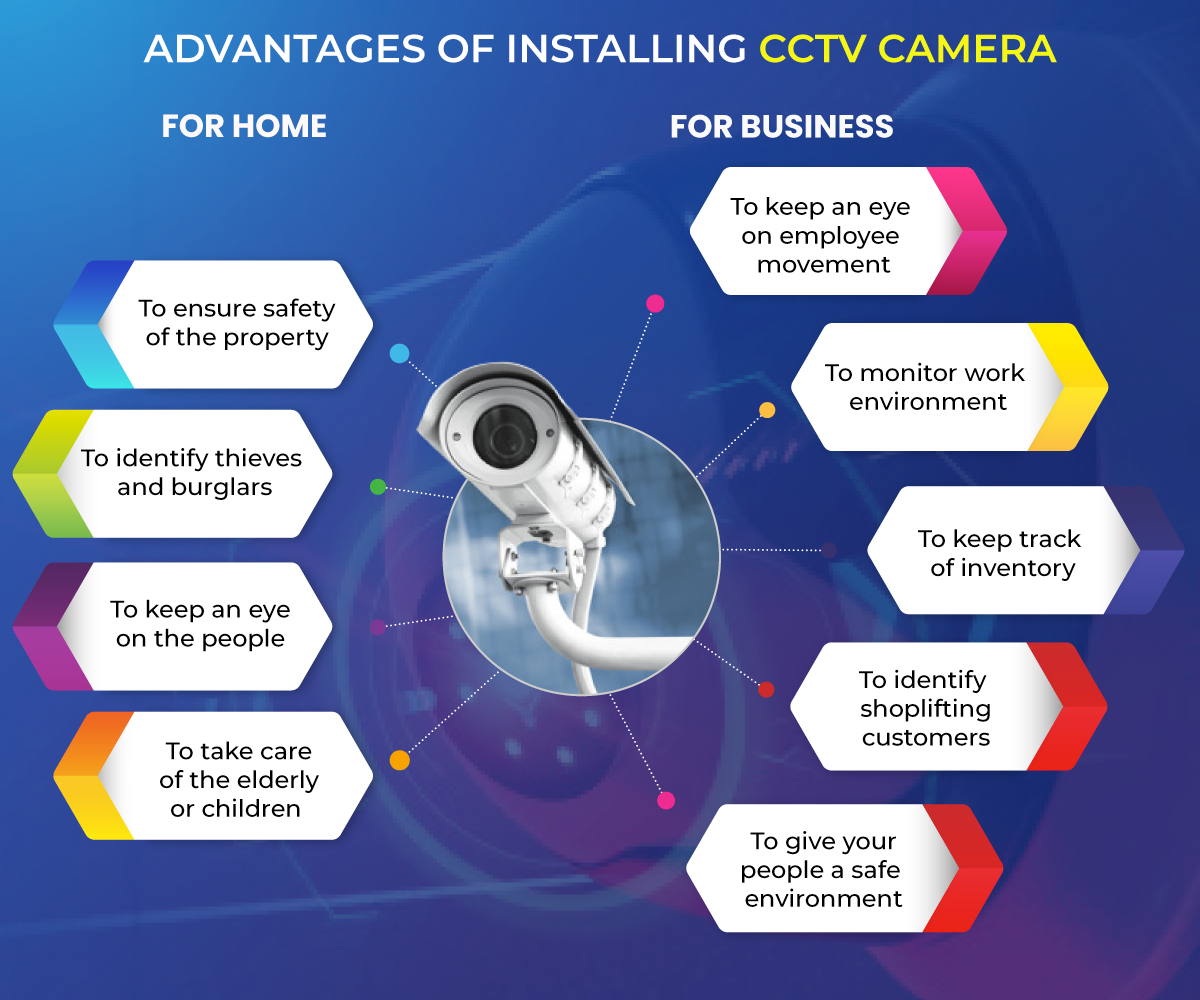 ADVANTAGES OF INSTALLING CCTV CAMERA
FOR HOME
To ensure safety
of the property
To identify thieves
and burglars
To keep an eye
on the people
To take care
of the elderly
or children
FOR BUSINESS
To keep an eye
on employee
movement
To monitor work
environment
To keep track
of inventory
To identify
shoplifting
customers
To give your
people a safe
environment